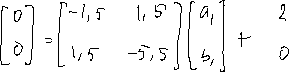 [0] = [-1,5 1,5] [a₁] + 2
[0] [1,5 -5,5] [b₁] 0